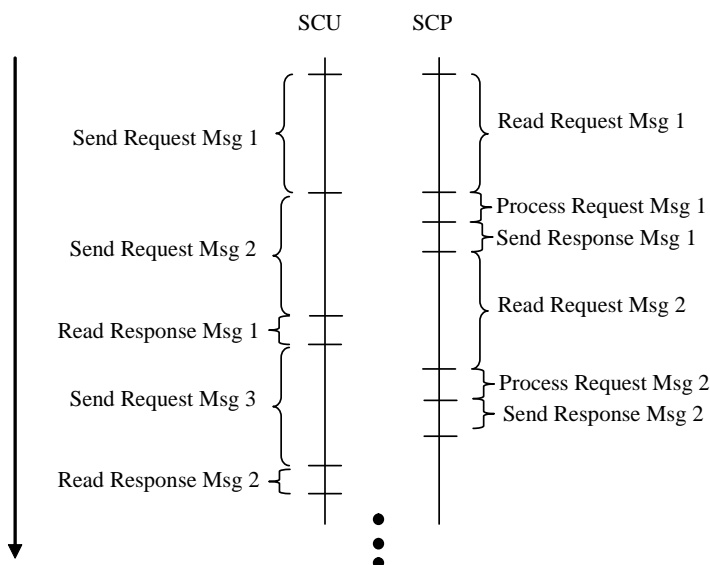 SCU
SCP
Send Request Msg 1
Read Request Msg 1
Process Request Msg 1
Send Response Msg 1
Send Request Msg 2
Read Request Msg 2
Read Response Msg 1
Process Request Msg 2
Send Request Msg 3
Send Response Msg 2
Read Response Msg 2